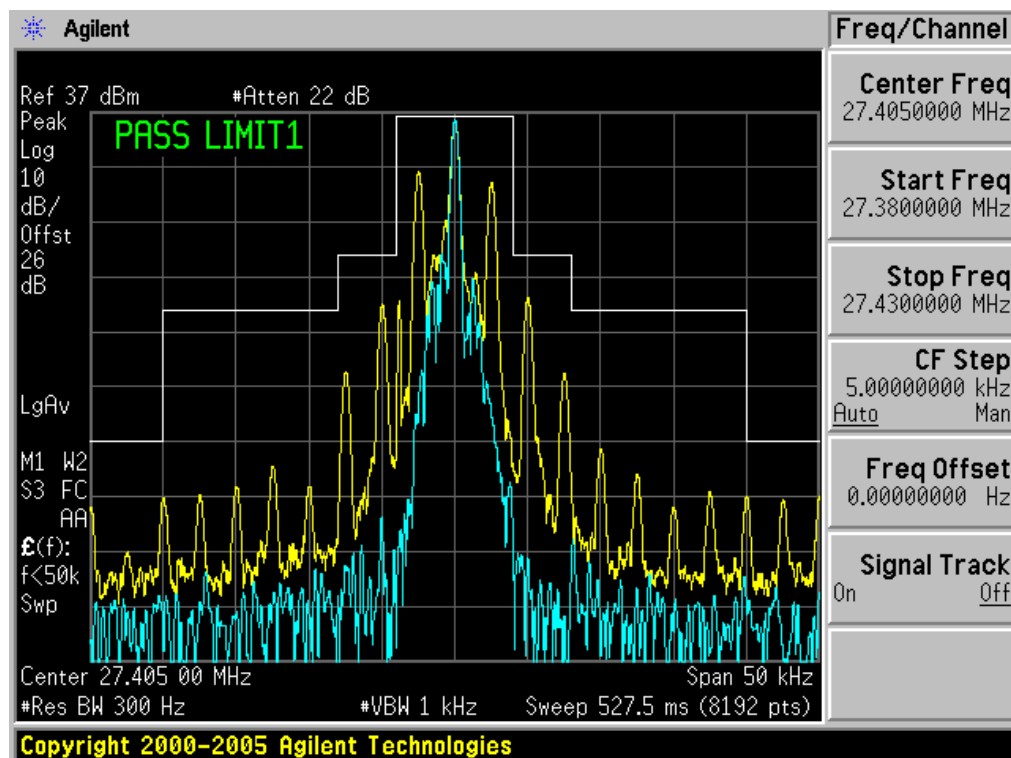 Agilent
Freq/Channel
Ref 37 dBm #Atten 22 dB
Peak
Log
10
dB/
Offst
26
dB
PASS LIMIT1
LgAv
M1 W2
S3 FC
AA
£(f):
f<50k
Swp
Center 27.405 00 MHz Span 50 kHz
#Res BW 300 Hz #VBW 1 kHz Sweep 527.5 ms (8192 pts)
Center Freq
27.4050000 MHz
Start Freq
27.3800000 MHz
Stop Freq
27.4300000 MHz
CF Step
5.00000000 kHz
Auto Man
Freq Offset
0.00000000 Hz
Signal Track
On Off
Copyright 2000-2005 Agilent Technologies